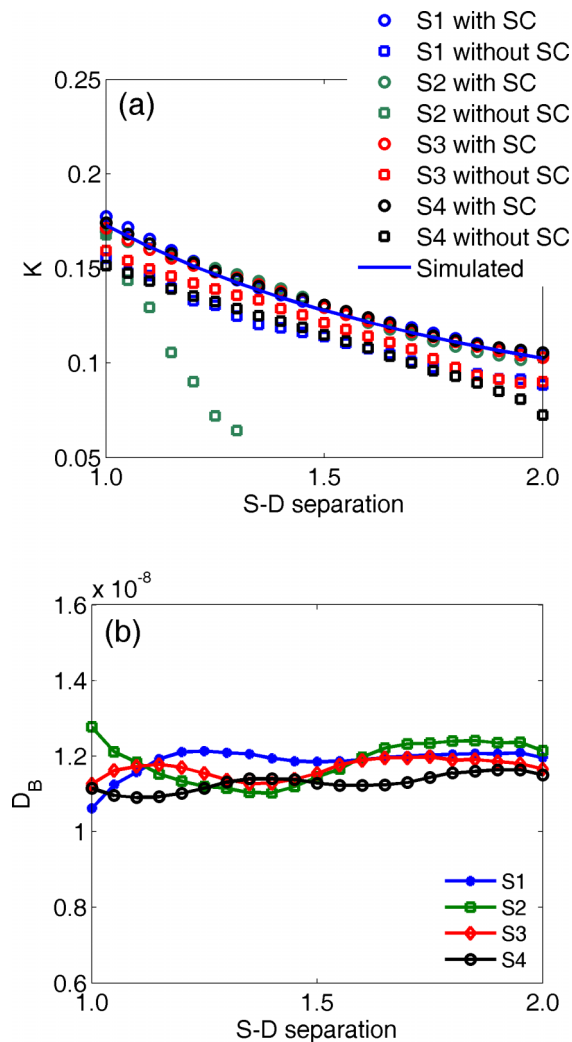 S1 with SC
S1 without SC
S2 with SC
S2 without SC
S3 with SC
S3 without SC
S4 with SC
S4 without SC
Simulated
(a)
0.25
0.2
0.15
0.1
0.05
K
1.0 1.5 2.0
S-D separation
x 10⁻⁸
(b)
1.6
1.4
1.2
1
0.8
0.6
D_B
S1
S2
S3
S4
1.0 1.5 2.0
S-D separation